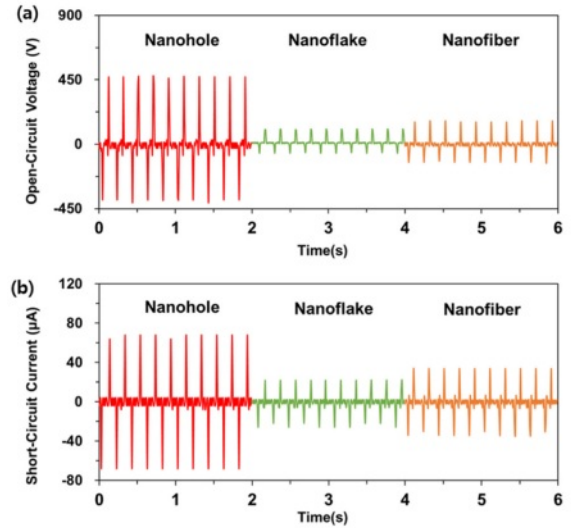 (a)
900
450
0
-450
Open-Circuit Voltage (V)
Nanohole Nanoflake Nanofiber
0 1 2 3 4 5 6
Time(s)
(b)
120
80
40
0
-40
-80
Short-Circuit Current (μA)
Nanohole Nanoflake Nanofiber
0 1 2 3 4 5 6
Time(s)